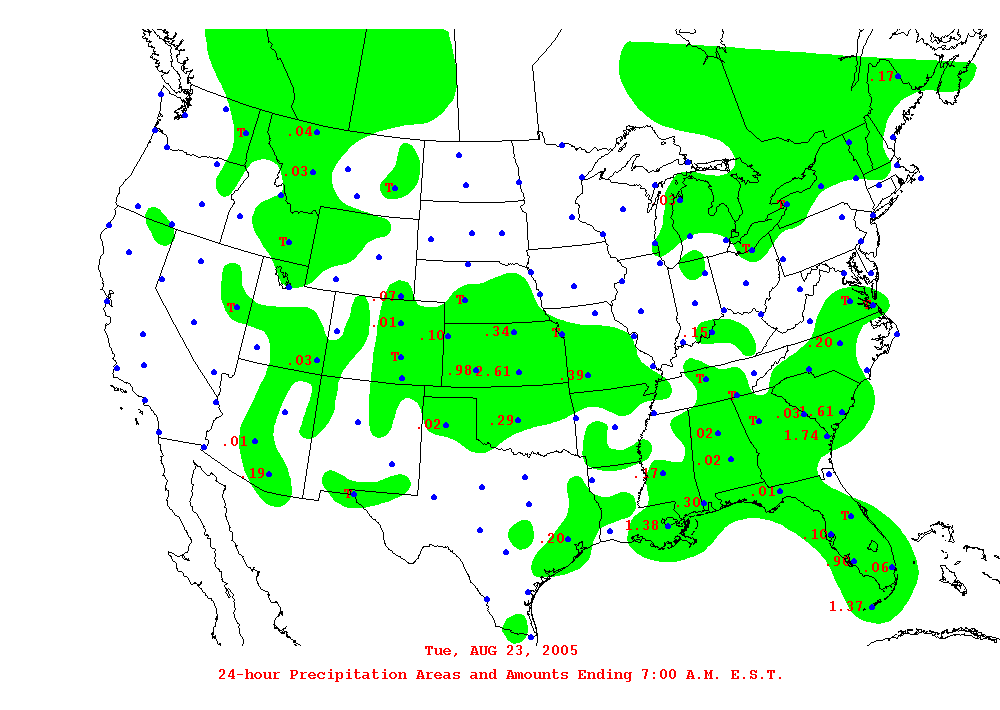 .17
T .04
.03
T
.03
T
T
T
.07
T
T
T
.01
.10
.34
T
.15
.20
.03
T
.98 2.61
.39
T
T
.02
.29
T
.03 1.61
.01
.02
1.74
.19
.02
.17
T
.30
.01
1.38
T
.20
.10
.06
1.37
Tue, AUG 23, 2005
24-hour Precipitation Areas and Amounts Ending 7:00 A.M. E.S.T.